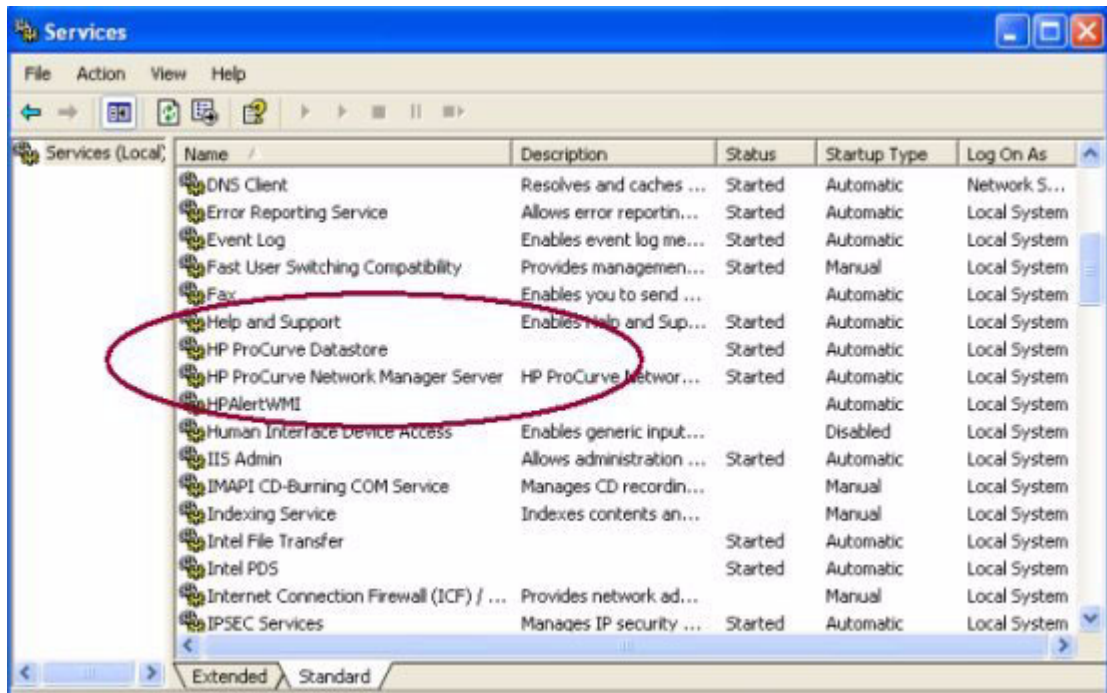 Services
File Action View Help
Services (Local)
Name Description Status Startup Type Log On As
DNS Client Resolves and caches ... Started Automatic Network S...
Error Reporting Service Allows error reportin... Started Automatic Local System
Event Log Enables event log me... Started Automatic Local System
Fast User Switching Compatibility Provides managemen... Started Manual Local System
Fax Enables you to send ... Automatic Local System
Help and Support Enables Help and Sup... Started Automatic Local System
HP ProCurve Datastore Started Automatic Local System
HP ProCurve Network Manager Server HP ProCurve Networ... Started Automatic Local System
HPAlertWMI Automatic Local System
Human Interface Device Access Enables generic input... Disabled Local System
IIS Admin Allows administration ... Started Automatic Local System
IMAPI CD-Burning COM Service Manages CD recordin... Manual Local System
Indexing Service Indexes contents an... Manual Local System
Intel File Transfer Started Automatic Local System
Intel PDS Started Automatic Local System
Internet Connection Firewall (ICF) / ... Provides network ad... Manual Local System
IPSEC Services Manages IP security ... Started Automatic Local System
Extended Standard